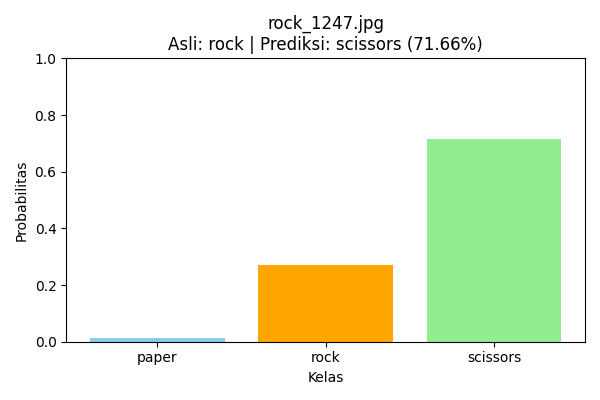 rock_1247.jpg
Asli: rock | Prediksi: scissors (71.66%)
1.0
0.8
0.6
0.4
0.2
0.0
Probabilitas
paper rock scissors
Kelas